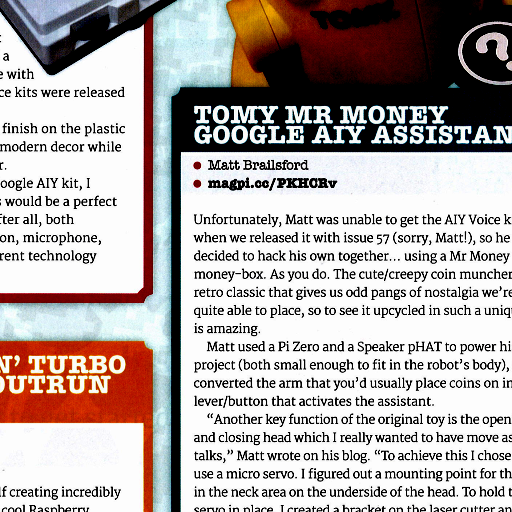 a
e with
ce kits were released
finish on the plastic
modern decor while
r.
oogle AIY kit, I
s would be a perfect
fter all, both
on, microphone,
rent technology
N' TURBO
OUTRUN
lf creating incredibly
cool Raspberry
TOMY
?
TOMY MR MONEY
GOOGLE AIY ASSISTAN
• Matt Brailsford
• magpi.cc/PKHCRv
Unfortunately, Matt was unable to get the AIY Voice k
when we released it with issue 57 (sorry, Matt!), so he
decided to hack his own together... using a Mr Money
money-box. As you do. The cute/creepy coin muncher
retro classic that gives us odd pangs of nostalgia we're
quite able to place, so to see it upcycled in such a uniq
is amazing.
Matt used a Pi Zero and a Speaker pHAT to power hi
project (both small enough to fit in the robot's body),
converted the arm that you'd usually place coins on in
lever/button that activates the assistant.
“Another key function of the original toy is the open
and closing head which I really wanted to have move as
talks,” Matt wrote on his blog. “To achieve this I chose
use a micro servo. I figured out a mounting point for th
in the neck area on the underside of the head. To hold t
servo in place, I created a bracket on the laser cutter an